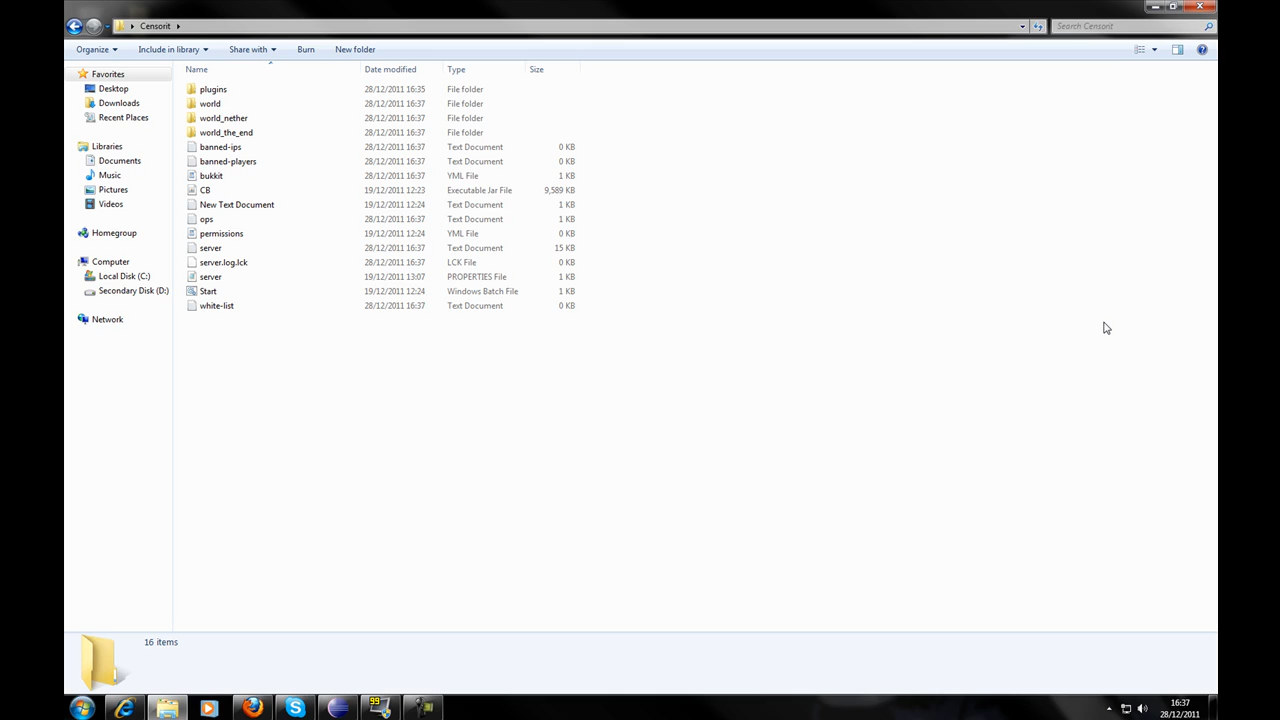 Censorit
Search Censorit
Organize Include in library Share with Burn New folder
Name Date modified Type Size
Favorites
Desktop
Downloads
Recent Places
Libraries
Documents
Music
Pictures
Videos
Homegroup
Computer
Local Disk (C:)
Secondary Disk (D:)
Network
plugins 28/12/2011 16:35 File folder
world 28/12/2011 16:37 File folder
world_nether 28/12/2011 16:37 File folder
world_the_end 28/12/2011 16:37 File folder
banned-ips 28/12/2011 16:37 Text Document 0 KB
banned-players 28/12/2011 16:37 Text Document 0 KB
bukkit 28/12/2011 16:37 YML File 1 KB
CB 19/12/2011 12:23 Executable Jar File 9,589 KB
New Text Document 19/12/2011 12:24 Text Document 1 KB
ops 28/12/2011 16:37 Text Document 1 KB
permissions 19/12/2011 12:24 YML File 1 KB
server 28/12/2011 16:37 Text Document 15 KB
server.log.lck 28/12/2011 16:37 LCK File 0 KB
server 19/12/2011 13:07 PROPERTIES File 1 KB
Start 19/12/2011 12:24 Windows Batch File 1 KB
white-list 28/12/2011 16:37 Text Document 0 KB
16 items
99
16:37
28/12/2011